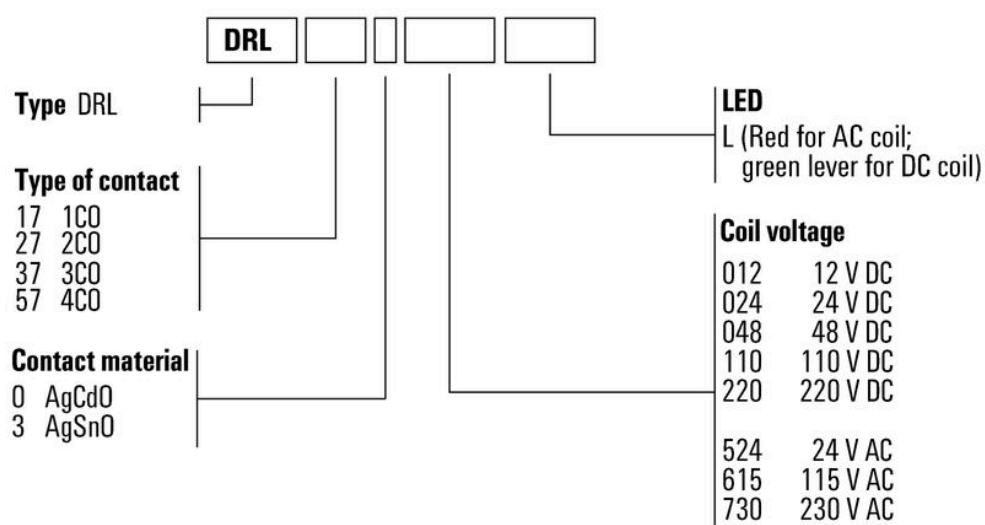 DRL
Type DRL
Type of contact
17 1CO
27 2CO
37 3CO
57 4CO
Contact material
0 AgCdO
3 AgSnO
LED
L (Red for AC coil;
green lever for DC coil)
Coil voltage
012 12 V DC
024 24 V DC
048 48 V DC
110 110 V DC
220 220 V DC
524 24 V AC
615 115 V AC
730 230 V AC